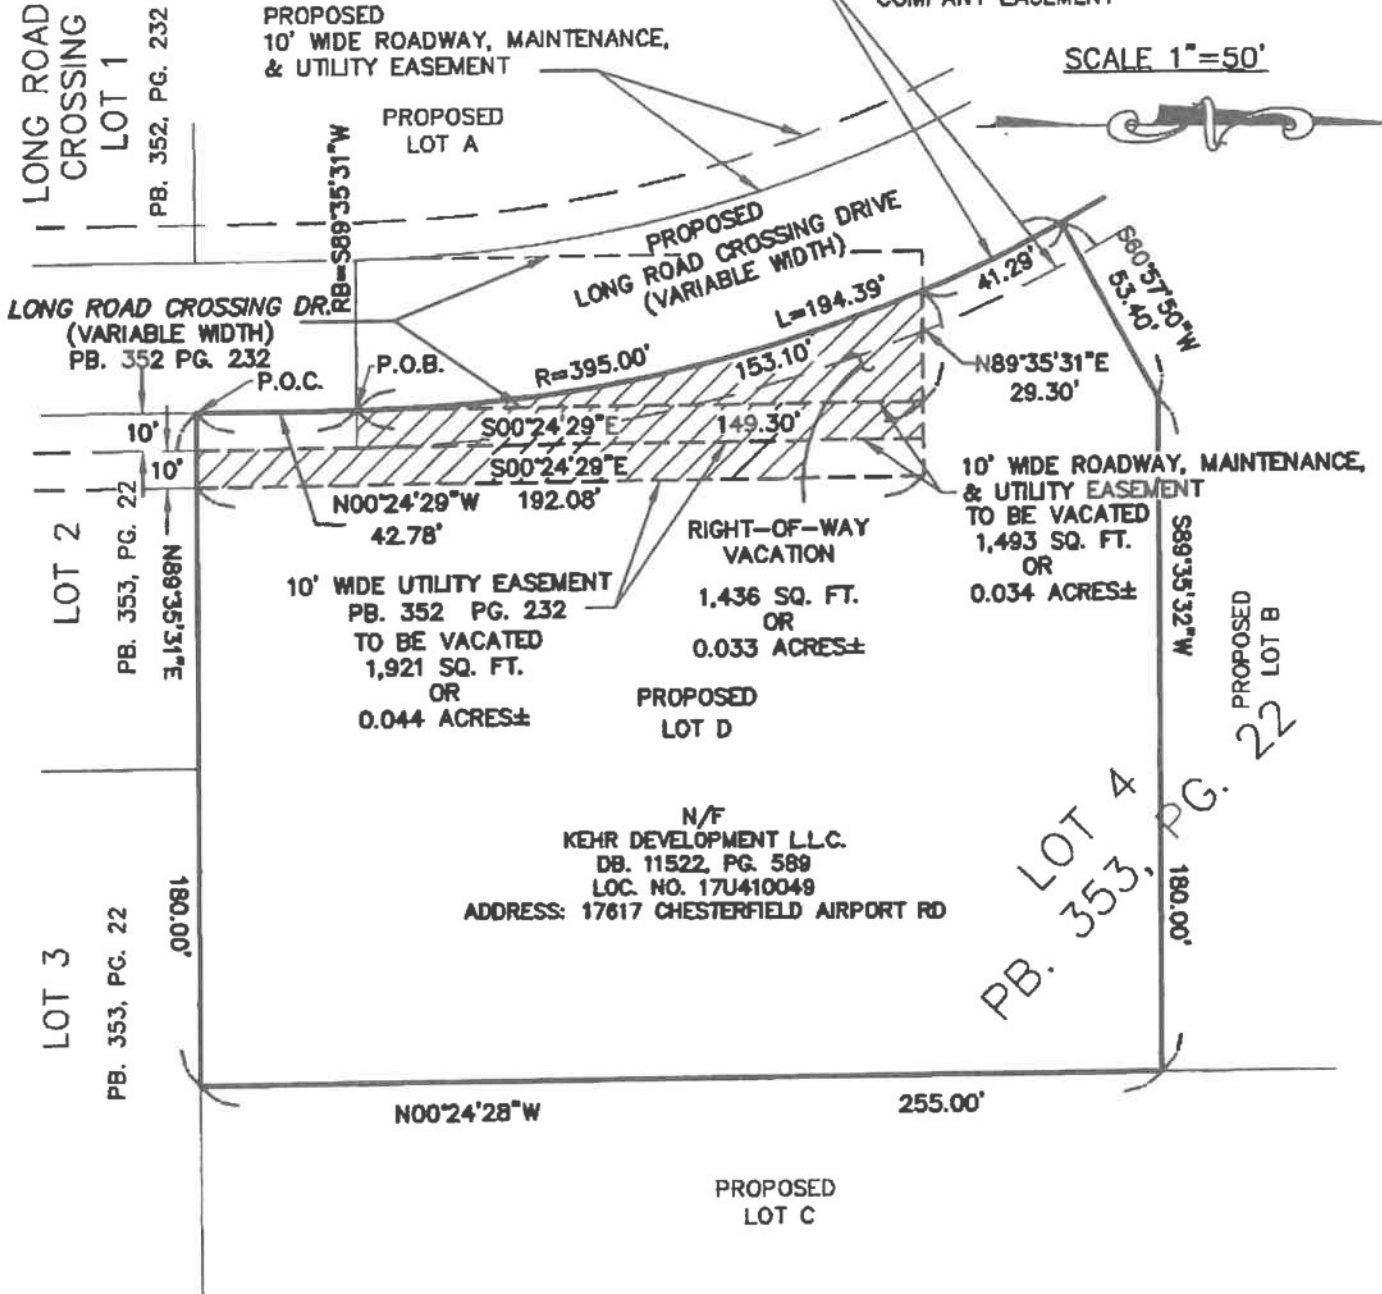 LONG ROAD
CROSSING
LOT 1
PB. 352, PG. 232
PROPOSED
10' WIDE ROADWAY, MAINTENANCE,
& UTILITY EASEMENT
COMPANY EASEMENT
SCALE 1"=50'
PROPOSED
LOT A
RB=S89°35'31"W
PROPOSED
LONG ROAD CROSSING DRIVE
(VARIABLE WIDTH)
LONG ROAD CROSSING DR.
(VARIABLE WIDTH)
PB. 352 PG. 232
P.O.C.
P.O.B.
R=395.00'
L=194.39'
153.10'
41.29'
S60°57'50"W
53.40'
N89°35'31"E
29.30'
10'
10'
S00°24'29"E
149.30'
S00°24'29"E
192.08'
N00°24'29"W
42.78'
10' WIDE ROADWAY, MAINTENANCE,
& UTILITY EASEMENT
TO BE VACATED
1,493 SQ. FT.
OR
0.034 ACRES±
RIGHT-OF-WAY
VACATION
1,436 SQ. FT.
OR
0.033 ACRES±
10' WIDE UTILITY EASEMENT
PB. 352 PG. 232
TO BE VACATED
1,921 SQ. FT.
OR
0.044 ACRES±
LOT 2
PB. 353, PG. 22
N89°35'31"E
180.00'
S89°35'32"W
180.00'
PROPOSED
LOT B
PROPOSED
LOT D
LOT 4
PB. 353, PG. 22
N/F
KEHR DEVELOPMENT L.L.C.
DB. 11522, PG. 589
LOC. NO. 17U410049
ADDRESS: 17617 CHESTERFIELD AIRPORT RD
LOT 3
PB. 353, PG. 22
N00°24'28"W
255.00'
PROPOSED
LOT C